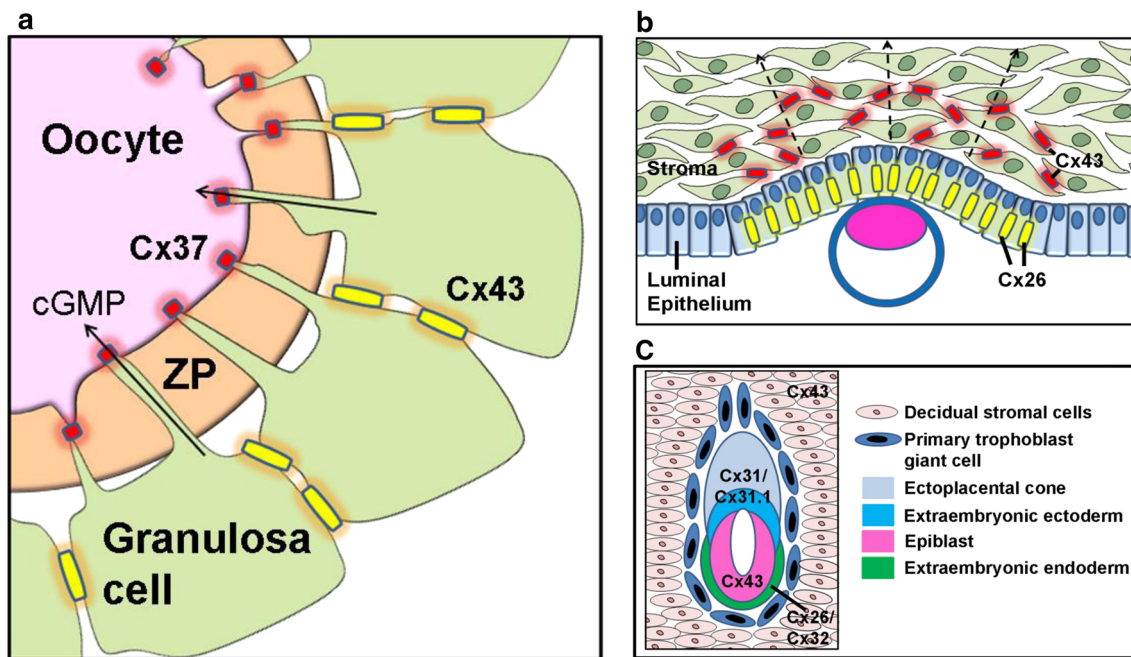 a
Oocyte
Cx37
cGMP
ZP
Cx43
Granulosa
cell
b
Stroma
Cx43
Luminal
Epithelium
Cx26
C
Cx43
Cx31/
Cx31.1
Cx43
Cx26/
Cx32
Decidual stromal cells
Primary trophoblast
giant cell
Ectoplacental cone
Extraembryonic ectoderm
Epiblast
Extraembryonic endoderm